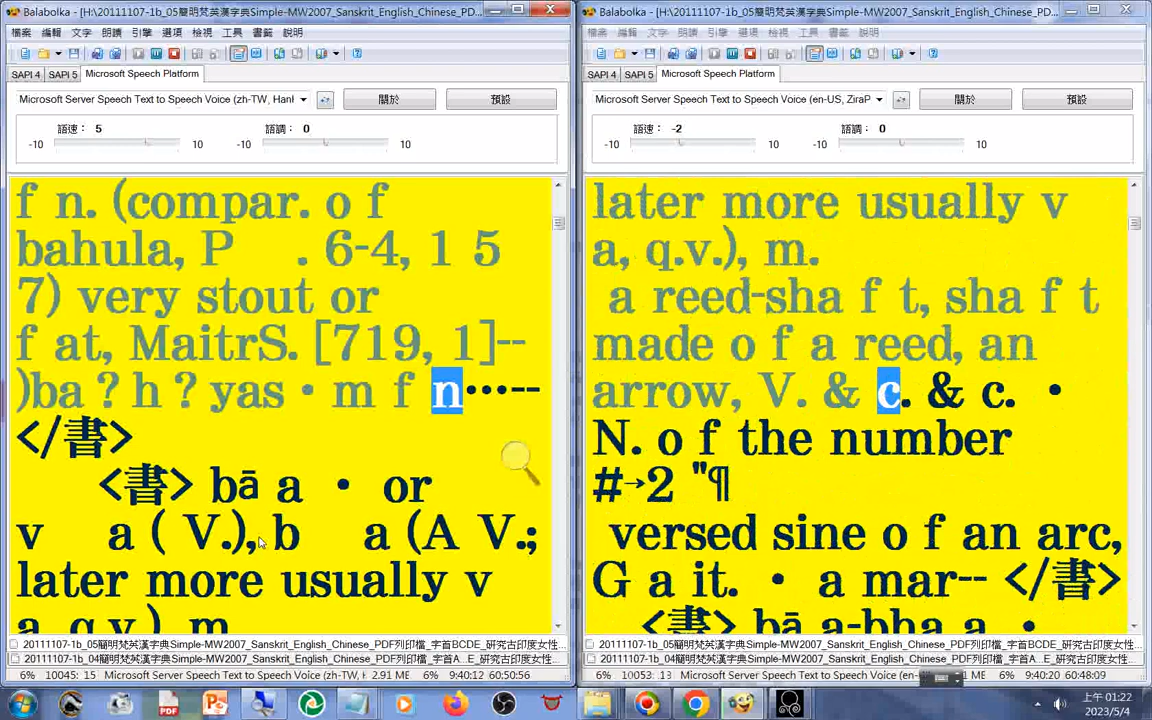 Balabolka - [H:\20111107-1b_05簡明梵英漢字典Simple-MW2007_Sanskrit_English_Chinese_PD...
檔案 編輯 文字 朗讀 引擎 選項 檢視 工具 書籤 說明
SAPI 4 SAPI 5 Microsoft Speech Platform
Microsoft Server Speech Text to Speech Voice (zh-TW, Han 關於 預設
語速： 5 語調： 0
-10 10 -10 10
f n. (compar. o f
bahula, P . 6-4, 1 5
7) very stout or
f at, MaitrS. [719, 1]--
)ba ? h ? yas • m f n•••--
</書>
<書> bā a • or
v a ( V.), b a (A V.;
later more usually v
a, q.v.), m.
20111107-1b_05簡明梵英漢字典Simple-MW2007_Sanskrit_English_Chinese_PDF列印檔_字首BCDE_研究古印度女性...
20111107-1b_04簡明梵英漢字典Simple-MW2007_Sanskrit_English_Chinese_PDF列印檔_字首A...E_研究古印度女性...
6% 10045: 15 Microsoft Server Speech Text to Speech Voice (zh-TW, 2.91 ME 6% 9:40:12 60:50:56
Balabolka - [H:\20111107-1b_05簡明梵英漢字典Simple-MW2007_Sanskrit_English_Chinese_PD...
檔案 編輯 文字 朗讀 引擎 選項 檢視 工具 書籤 說明
SAPI 4 SAPI 5 Microsoft Speech Platform
Microsoft Server Speech Text to Speech Voice (en-US, ZiraP 關於 預設
語速： -2 語調： 0
-10 10 -10 10
later more usually v
a, q.v.), m.
a reed-sha f t, sha f t
made o f a reed, an
arrow, V. & c. & c. •
N. o f the number
#→2 "¶
versed sine o f an arc,
G a it. • a mar-- </書>
<書> bā a-bha a •
20111107-1b_05簡明梵英漢字典Simple-MW2007_Sanskrit_English_Chinese_PDF列印檔_字首BCDE_研究古印度女性...
20111107-1b_04簡明梵英漢字典Simple-MW2007_Sanskrit_English_Chinese_PDF列印檔_字首A...E_研究古印度女性...
6% 10053: 13 Microsoft Server Speech Text to Speech Voice 6% 9:40:20 60:48:09
PDF
上午 01:22
2023/5/4